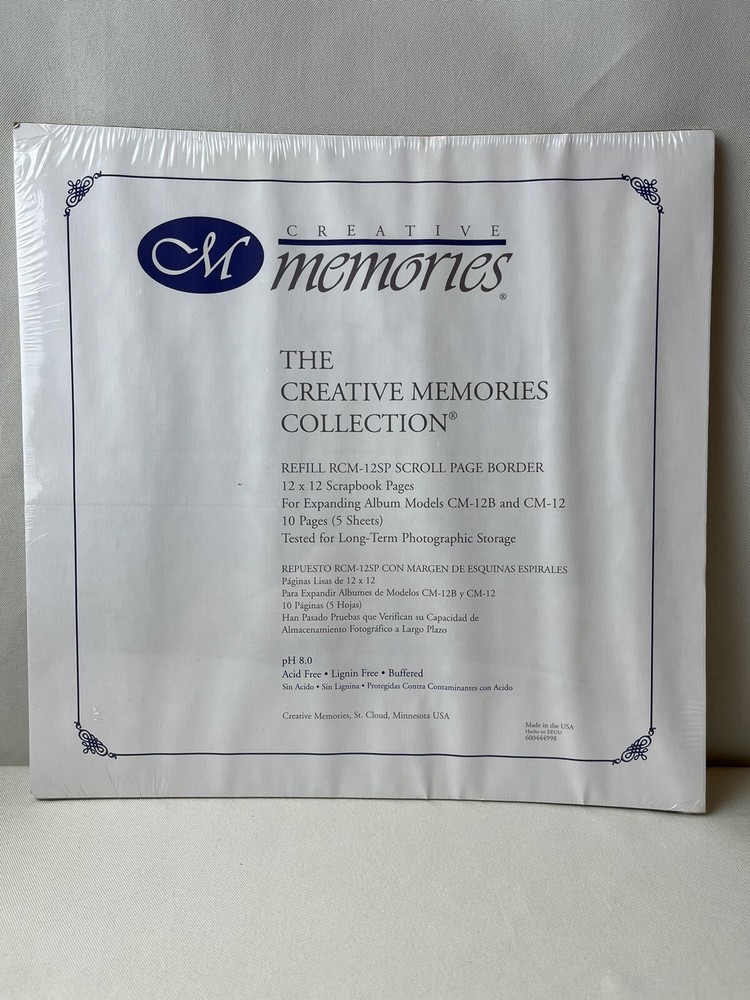 CM
CREATIVE
memories®
THE
CREATIVE MEMORIES
COLLECTION®
REFILL RCM-12SP SCROLL PAGE BORDER
12 x 12 Scrapbook Pages
For Expanding Album Models CM-12B and CM-12
10 Pages (5 Sheets)
Tested for Long-Term Photographic Storage
REPUESTO RCM-12SP CON MARGEN DE ESQUINAS ESPIRALES
Páginas Lisas de 12 x 12
Para Expandir Albumes de Modelos CM-12B y CM-12
10 Páginas (5 Hojas)
Han Pasado Pruebas que Verifican su Capacidad de
Almacenamiento Fotográfico a Largo Plazo
pH 8.0
Acid Free • Lignin Free • Buffered
Sin Acido • Sin Lignina • Protegidas Contra Contaminantes con Acido
Creative Memories, St. Cloud, Minnesota USA
Made in the USA
Hecho en EEUU
600444998